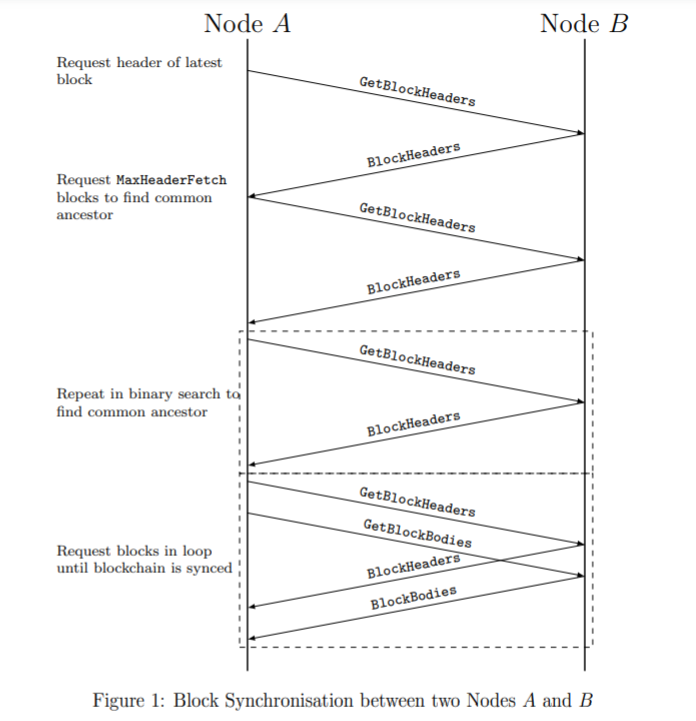 Node A
Node B
Request header of latest
block
GetBlockHeaders
BlockHeaders
Request MaxHeaderFetch
blocks to find common
ancestor
GetBlockHeaders
BlockHeaders
GetBlockHeaders
Repeat in binary search to
find common ancestor
BlockHeaders
GetBlockHeaders
GetBlockBodies
Request blocks in loop
until blockchain is synced
BlockHeaders
BlockBodies
Figure 1: Block Synchronisation between two Nodes A and B